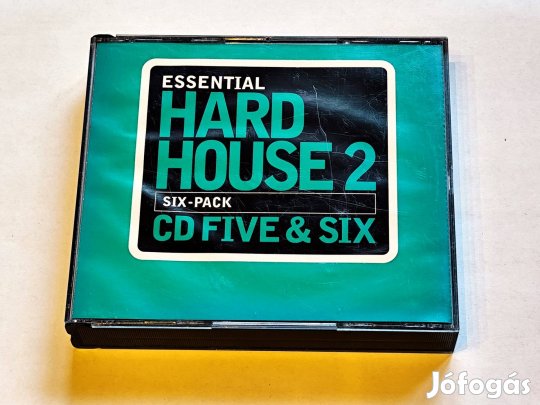 ESSENTIAL
HARD
HOUSE 2
SIX-PACK
CD FIVE & SIX
Jófogás